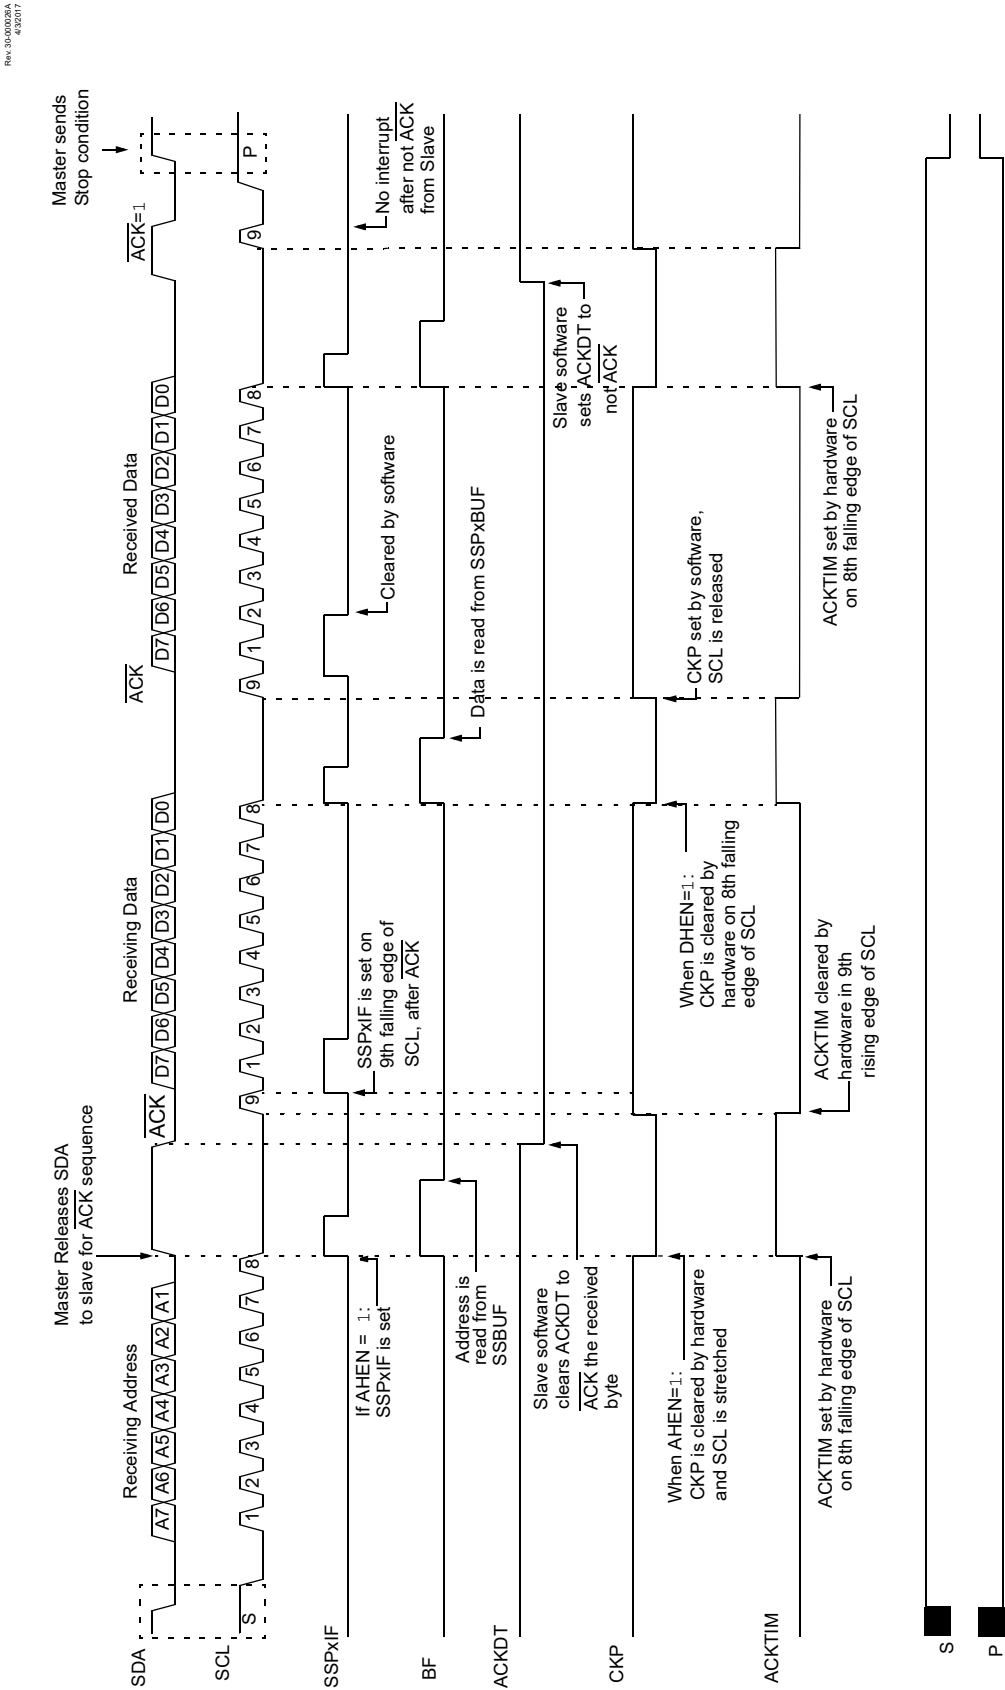 Rev. 30-000026A
4/3/2017
Master Releases SDA
to slave for ACK sequence
Master sends
Stop condition
Receiving Address
Receiving Data
Received Data
ACK
ACK
ACK=1
SDA
A7 A6 A5 A4 A3 A2 A1
D7 D6 D5 D4 D3 D2 D1 D0
D7 D6 D5 D4 D3 D2 D1 D0
SCL
S
1 2 3 4 5 6 7 8
9 1 2 3 4 5 6 7 8
9 1 2 3 4 5 6 7 8
9
P
SSPxIF
If AHEN = 1:
SSPxIF is set
SSPxIF is set on
9th falling edge of
SCL, after ACK
Cleared by software
No interrupt
after not ACK
from Slave
BF
Address is
read from
SSBUF
Data is read from SSPxBUF
ACKDT
Slave software
clears ACKDT to
ACK the received
byte
Slave software
sets ACKDT to
not ACK
CKP
When AHEN=1:
CKP is cleared by hardware
and SCL is stretched
When DHEN=1:
CKP is cleared by
hardware on 8th falling
edge of SCL
CKP set by software,
SCL is released
ACKTIM
ACKTIM set by hardware
on 8th falling edge of SCL
ACKTIM cleared by
hardware in 9th
rising edge of SCL
ACKTIM set by hardware
on 8th falling edge of SCL
S
P